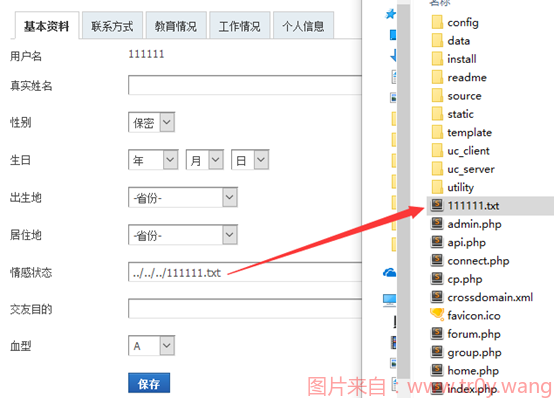 基本资料 联系方式 教育情况 工作情况 个人信息
用户名 111111
真实姓名
性别 保密
生日 年 月 日
出生地 -省份-
居住地 -省份-
情感状态 ../../../111111.txt
交友目的
血型 A
保存
名称
config
data
install
readme
source
static
template
uc_client
uc_server
utility
111111.txt
admin.php
api.php
connect.php
cp.php
crossdomain.xml
favicon.ico
forum.php
group.php
home.php
index.php
图片来自:www.tr0y.wang